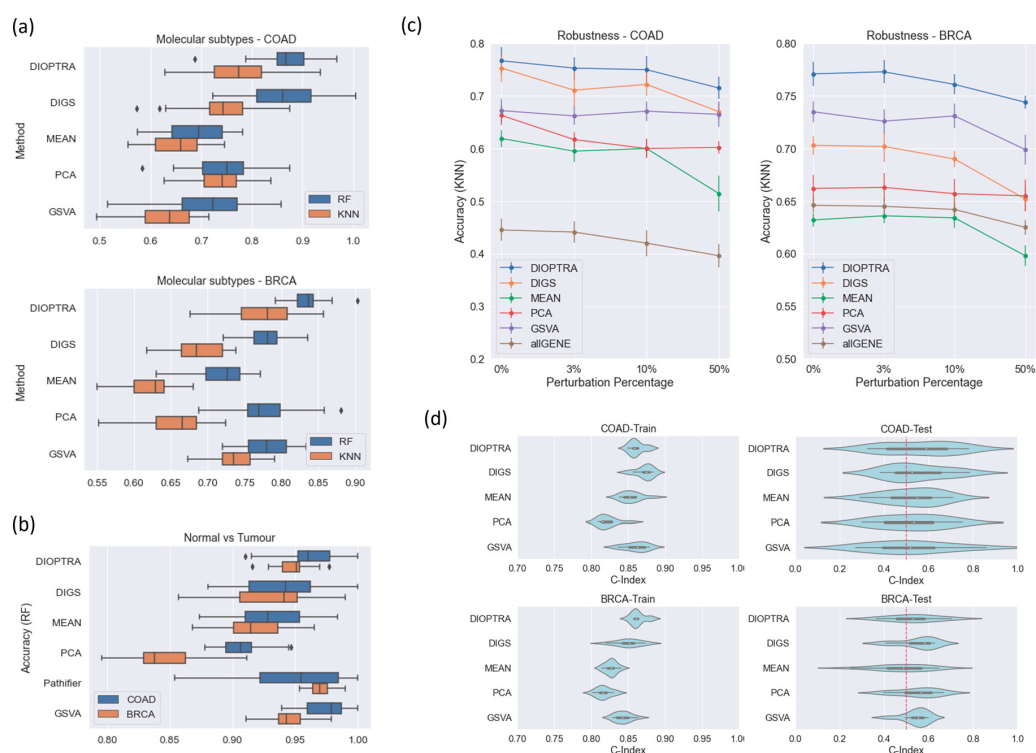 (a)
Molecular subtypes - COAD
Method
DIOPTRA
DIGS
MEAN
PCA
GSVA
RF
KNN
0.5 0.6 0.7 0.8 0.9 1.0
Molecular subtypes - BRCA
Method
DIOPTRA
DIGS
MEAN
PCA
GSVA
RF
KNN
0.55 0.60 0.65 0.70 0.75 0.80 0.85 0.90
(b)
Normal vs Tumour
Accuracy (RF)
DIOPTRA
DIGS
MEAN
PCA
Pathifier
GSVA
COAD
BRCA
0.80 0.85 0.90 0.95 1.00
(c)
Robustness - COAD
Accuracy (KNN)
0.8
0.7
0.6
0.5
0.4
0.3
0.2
DIOPTRA
DIGS
MEAN
PCA
GSVA
allGENE
0% 3% 10% 50%
Perturbation Percentage
Robustness - BRCA
Accuracy (KNN)
0.80
0.75
0.70
0.65
0.60
0.55
0.50
DIOPTRA
DIGS
MEAN
PCA
GSVA
allGENE
0% 3% 10% 50%
Perturbation Percentage
(d)
COAD-Train
DIOPTRA
DIGS
MEAN
PCA
GSVA
0.70 0.75 0.80 0.85 0.90 0.95 1.00
C-Index
COAD-Test
DIOPTRA
DIGS
MEAN
PCA
GSVA
0.0 0.2 0.4 0.6 0.8 1.0
C-Index
BRCA-Train
DIOPTRA
DIGS
MEAN
PCA
GSVA
0.70 0.75 0.80 0.85 0.90 0.95 1.00
C-Index
BRCA-Test
DIOPTRA
DIGS
MEAN
PCA
GSVA
0.0 0.2 0.4 0.6 0.8 1.0
C-Index